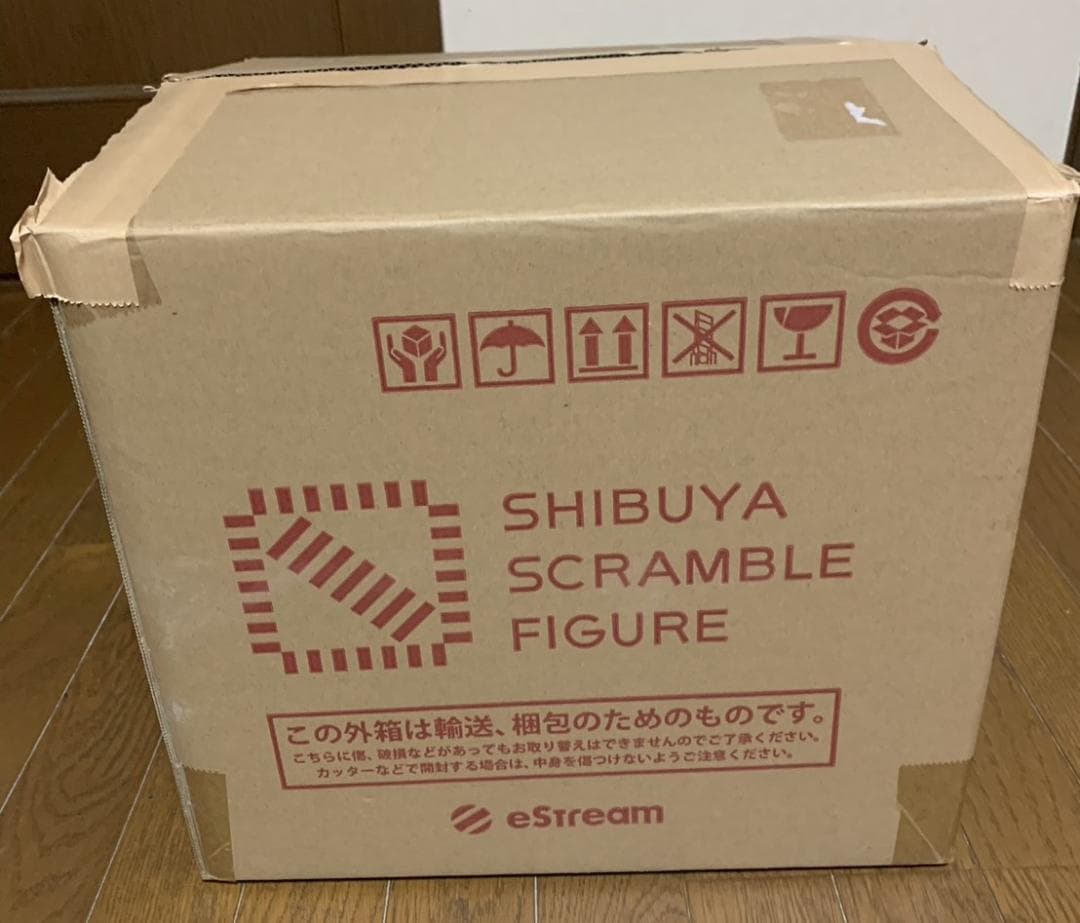 SHIBUYA
SCRAMBLE
FIGURE
この外箱は輸送、梱包のためのものです。
こちらに傷、破損などがあってもお取り替えはできませんのでご了承ください。
カッターなどで開封する場合は、中身を傷つけないようご注意ください。
eStream